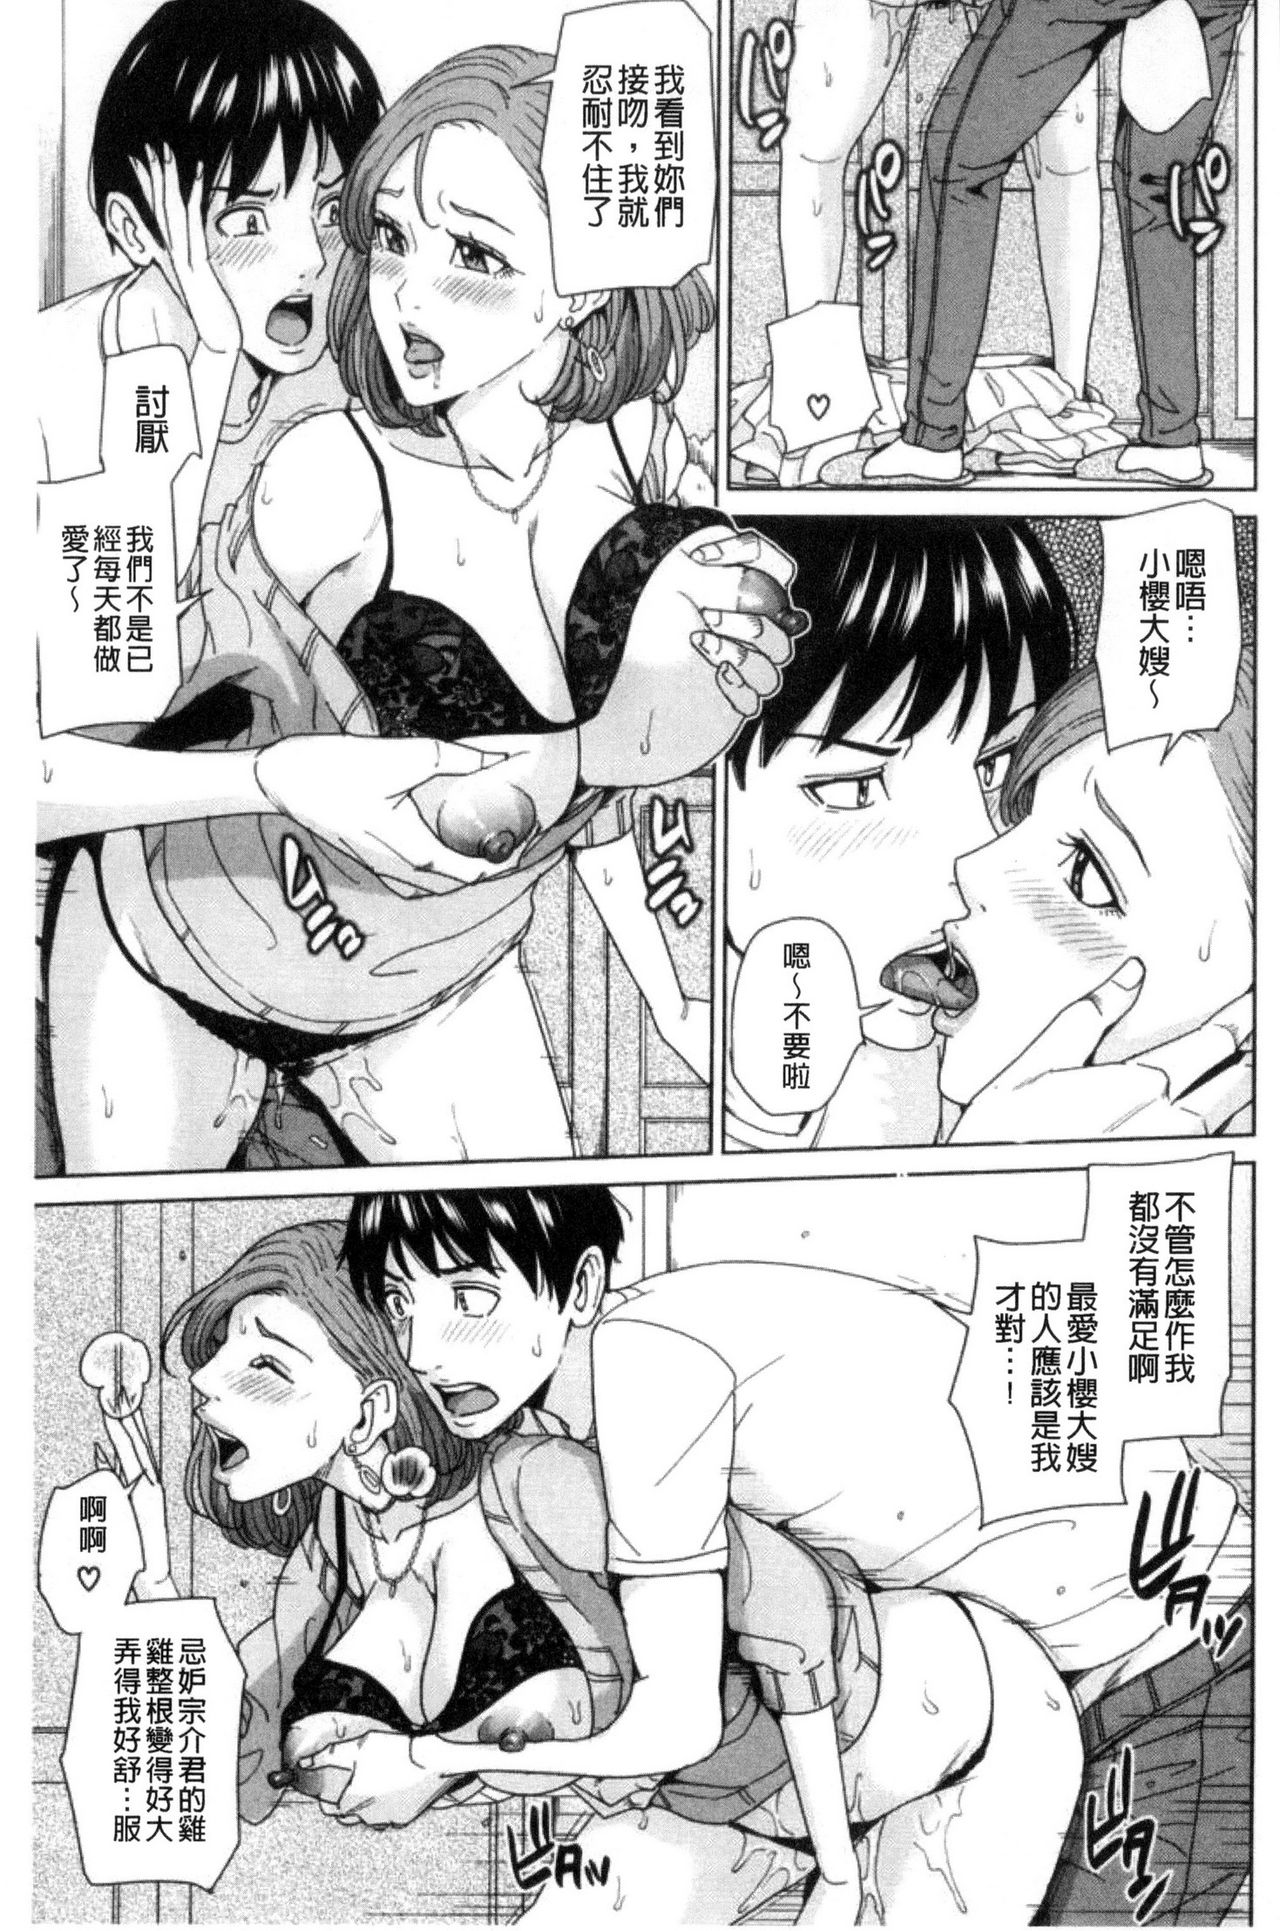 嗯唔…
小櫻大嫂～
嗯～不要啦
我看到妳們
接吻，我就
忍耐不住了
討厭
我們不是已
經每天都做
愛了～
不管怎麼作我
都沒有滿足啊
最愛小櫻大嫂
的人應該是我
才對…！
啊啊♡
忌妒宗介君的雞
雞整根變得好大
弄得我好舒…服